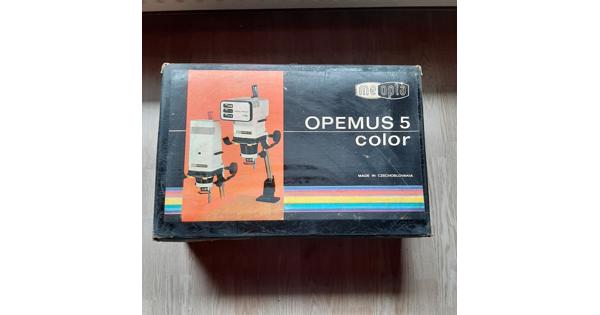 meopta
OPEMUS 5
color
MADE IN CZECHOSLOVAKIA